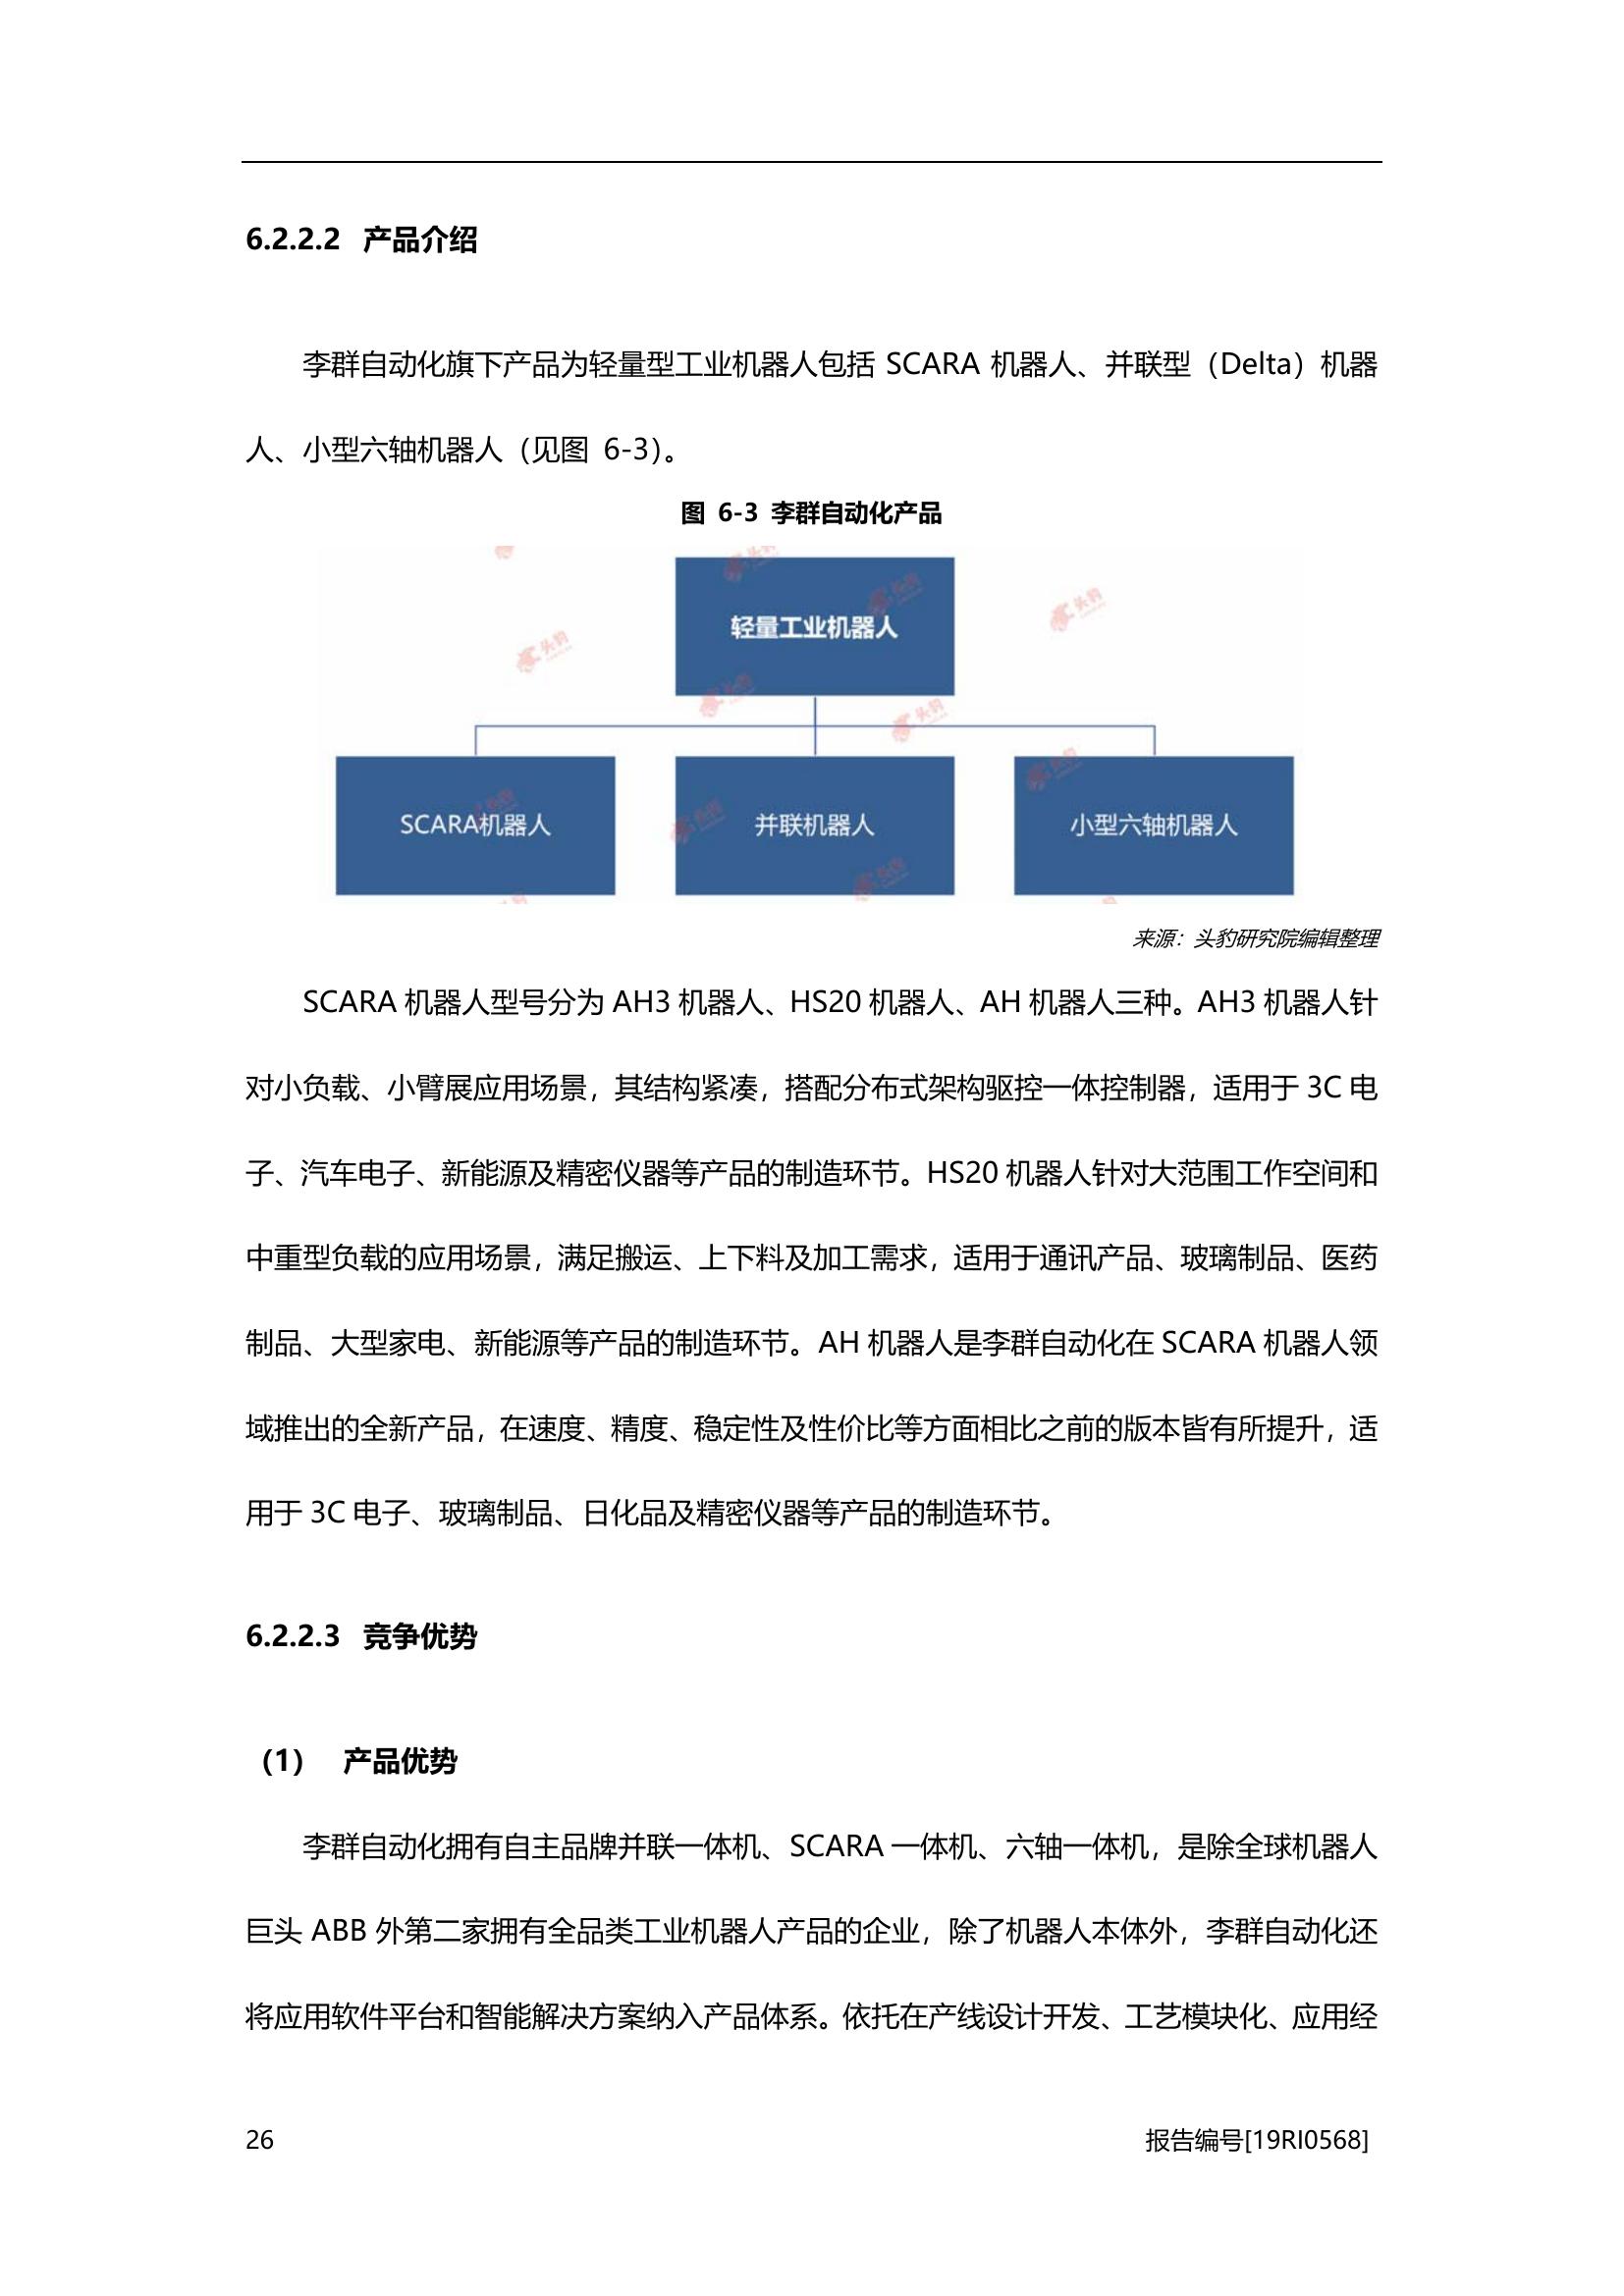 6.2.2.2 产品介绍
李群自动化旗下产品为轻量型工业机器人包括 SCARA 机器人、并联型（Delta）机器
人、小型六轴机器人（见图 6-3）。
图 6-3 李群自动化产品
轻量工业机器人
SCARA机器人
并联机器人
小型六轴机器人
来源：头豹研究院编辑整理
SCARA 机器人型号分为 AH3 机器人、HS20 机器人、AH 机器人三种。AH3 机器人针
对小负载、小臂展应用场景，其结构紧凑，搭配分布式架构驱控一体控制器，适用于 3C 电
子、汽车电子、新能源及精密仪器等产品的制造环节。HS20 机器人针对大范围工作空间和
中重型负载的应用场景，满足搬运、上下料及加工需求，适用于通讯产品、玻璃制品、医药
制品、大型家电、新能源等产品的制造环节。AH 机器人是李群自动化在 SCARA 机器人领
域推出的全新产品，在速度、精度、稳定性及性价比等方面相比之前的版本皆有所提升，适
用于 3C 电子、玻璃制品、日化品及精密仪器等产品的制造环节。
6.2.2.3 竞争优势
（1） 产品优势
李群自动化拥有自主品牌并联一体机、SCARA 一体机、六轴一体机，是除全球机器人
巨头 ABB 外第二家拥有全品类工业机器人产品的企业，除了机器人本体外，李群自动化还
将应用软件平台和智能解决方案纳入产品体系。依托在产线设计开发、工艺模块化、应用经
26
报告编号[19RI0568]